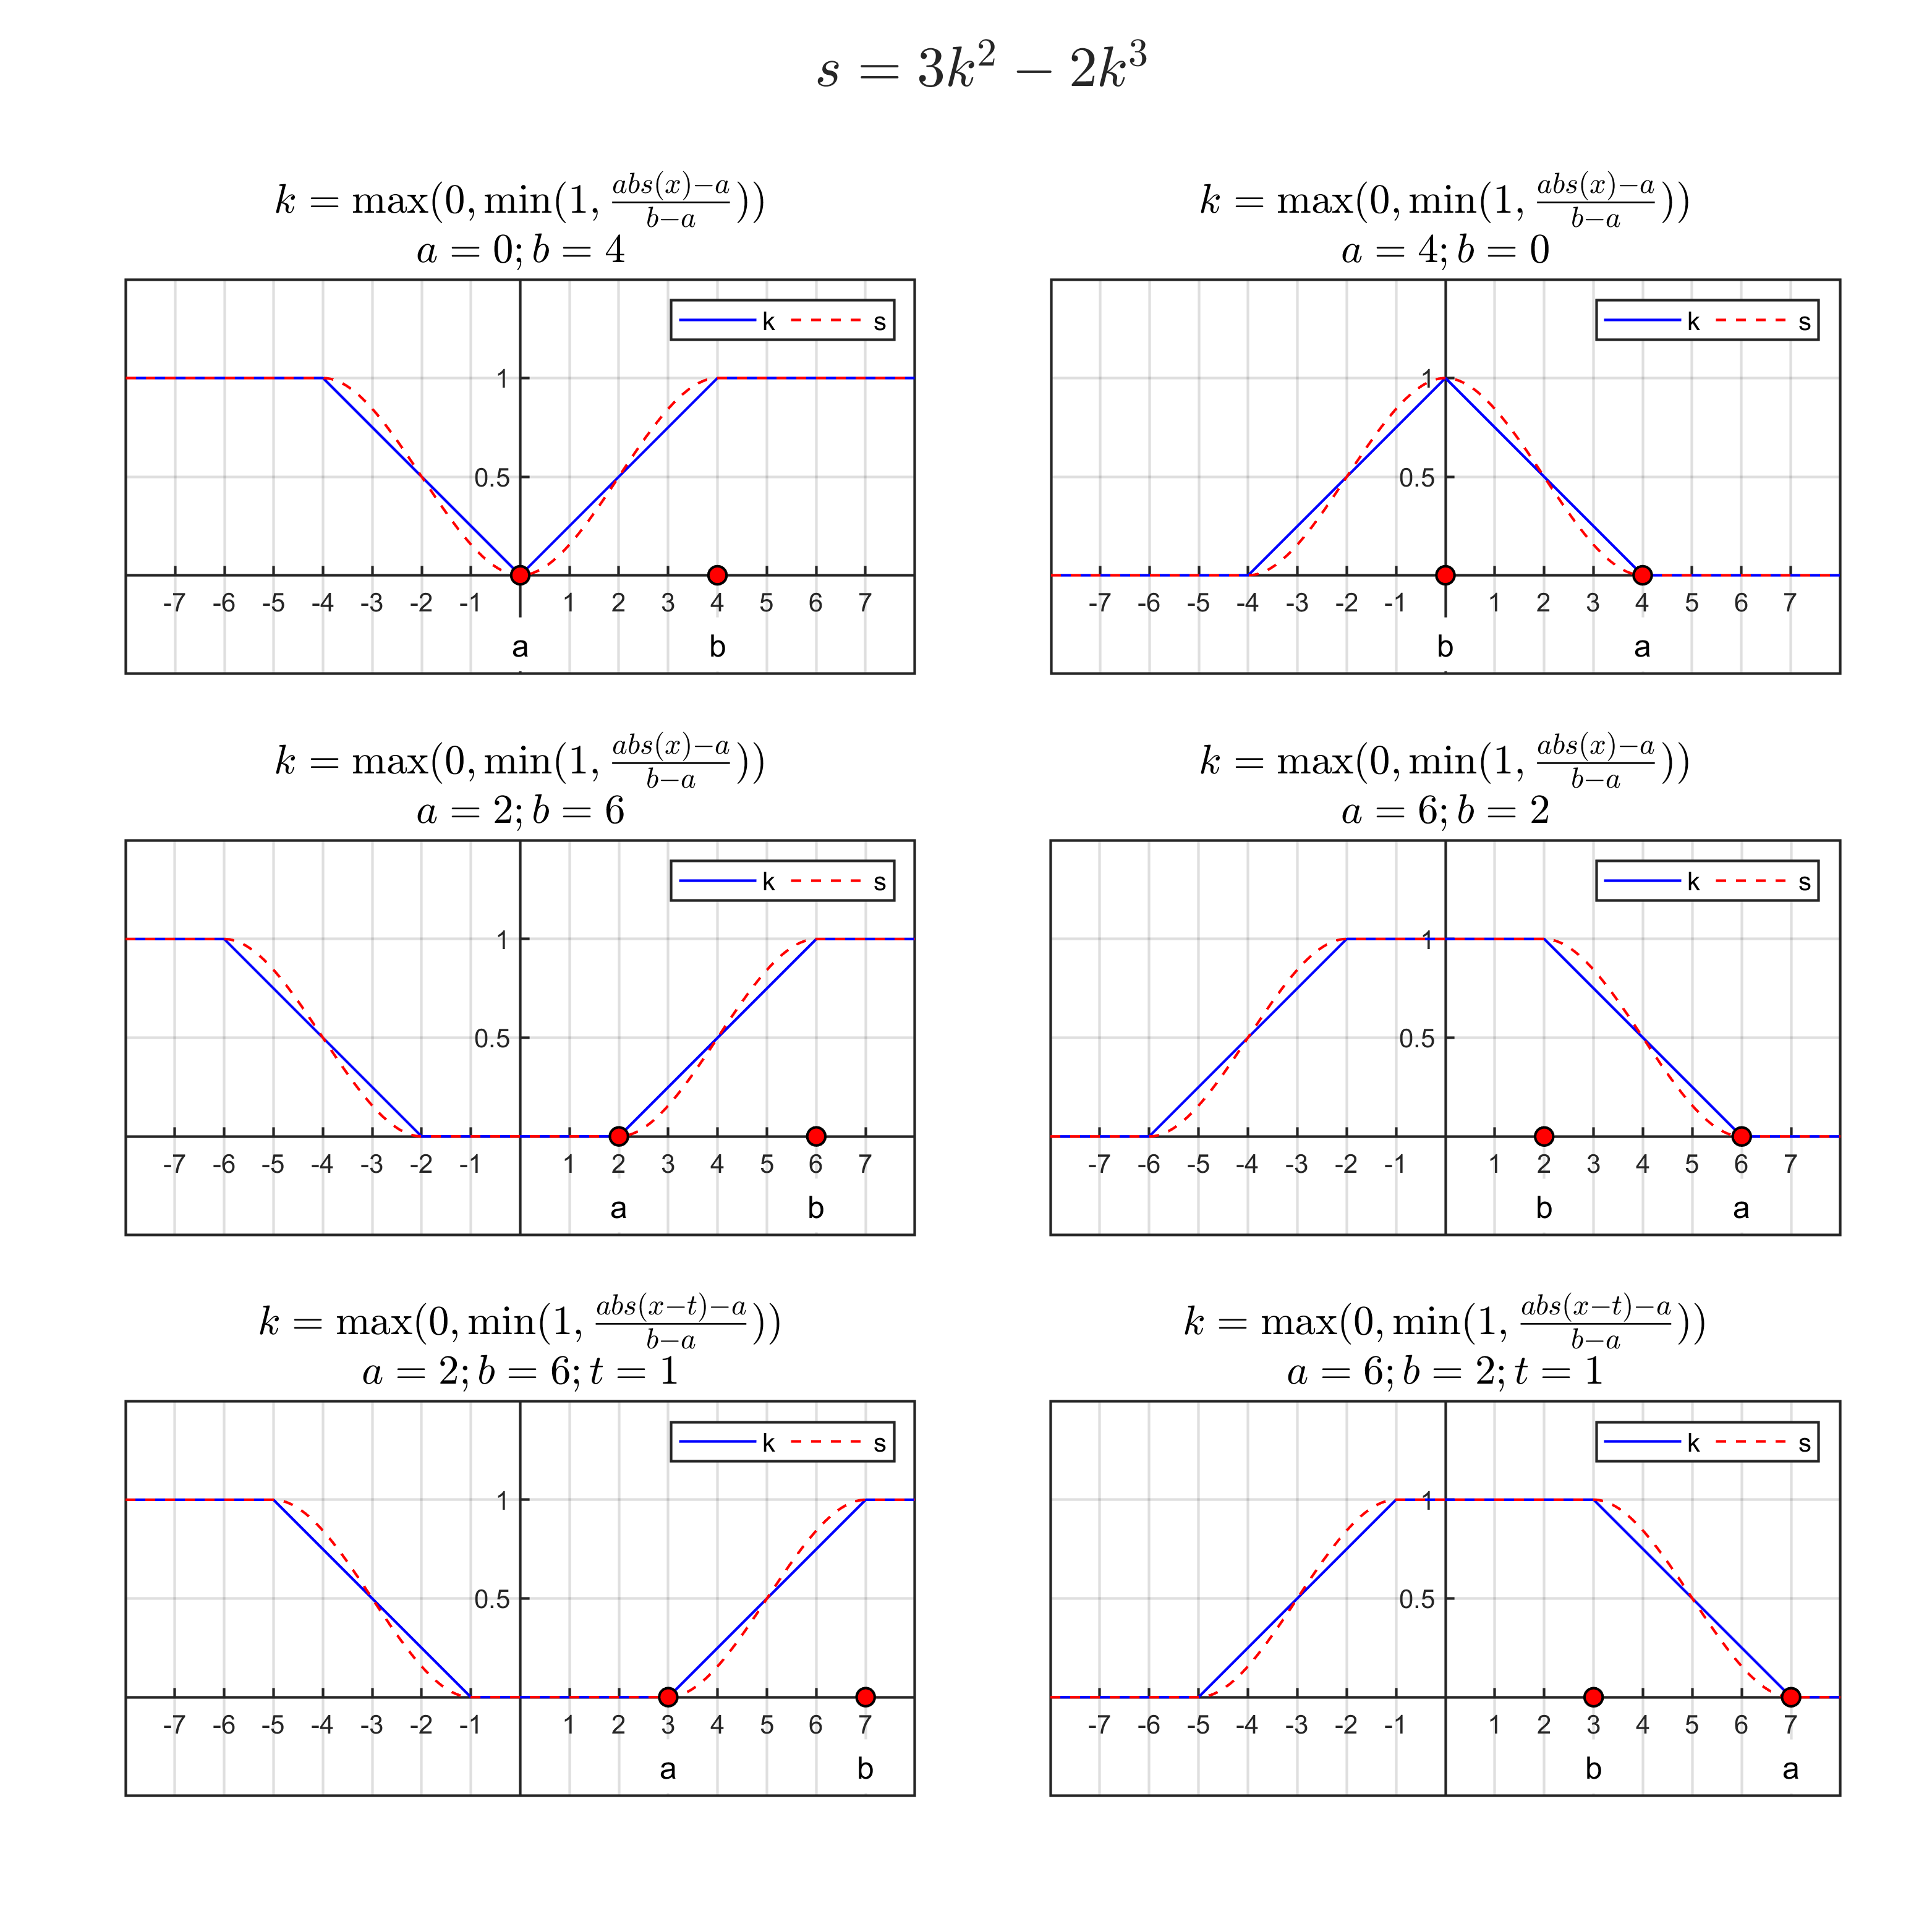 s = 3k² − 2k³
k = max(0, min(1, (abs(x)−a)/(b−a)))
a = 0; b = 4
k s
1
0.5
-7 -6 -5 -4 -3 -2 -1 1 2 3 4 5 6 7
a b
k = max(0, min(1, (abs(x)−a)/(b−a)))
a = 4; b = 0
k s
1
0.5
-7 -6 -5 -4 -3 -2 -1 1 2 3 4 5 6 7
b a
k = max(0, min(1, (abs(x)−a)/(b−a)))
a = 2; b = 6
k s
1
0.5
-7 -6 -5 -4 -3 -2 -1 1 2 3 4 5 6 7
a b
k = max(0, min(1, (abs(x)−a)/(b−a)))
a = 6; b = 2
k s
1
0.5
-7 -6 -5 -4 -3 -2 -1 1 2 3 4 5 6 7
b a
k = max(0, min(1, (abs(x−t)−a)/(b−a)))
a = 2; b = 6; t = 1
k s
1
0.5
-7 -6 -5 -4 -3 -2 -1 1 2 3 4 5 6 7
a b
k = max(0, min(1, (abs(x−t)−a)/(b−a)))
a = 6; b = 2; t = 1
k s
1
0.5
-7 -6 -5 -4 -3 -2 -1 1 2 3 4 5 6 7
b a